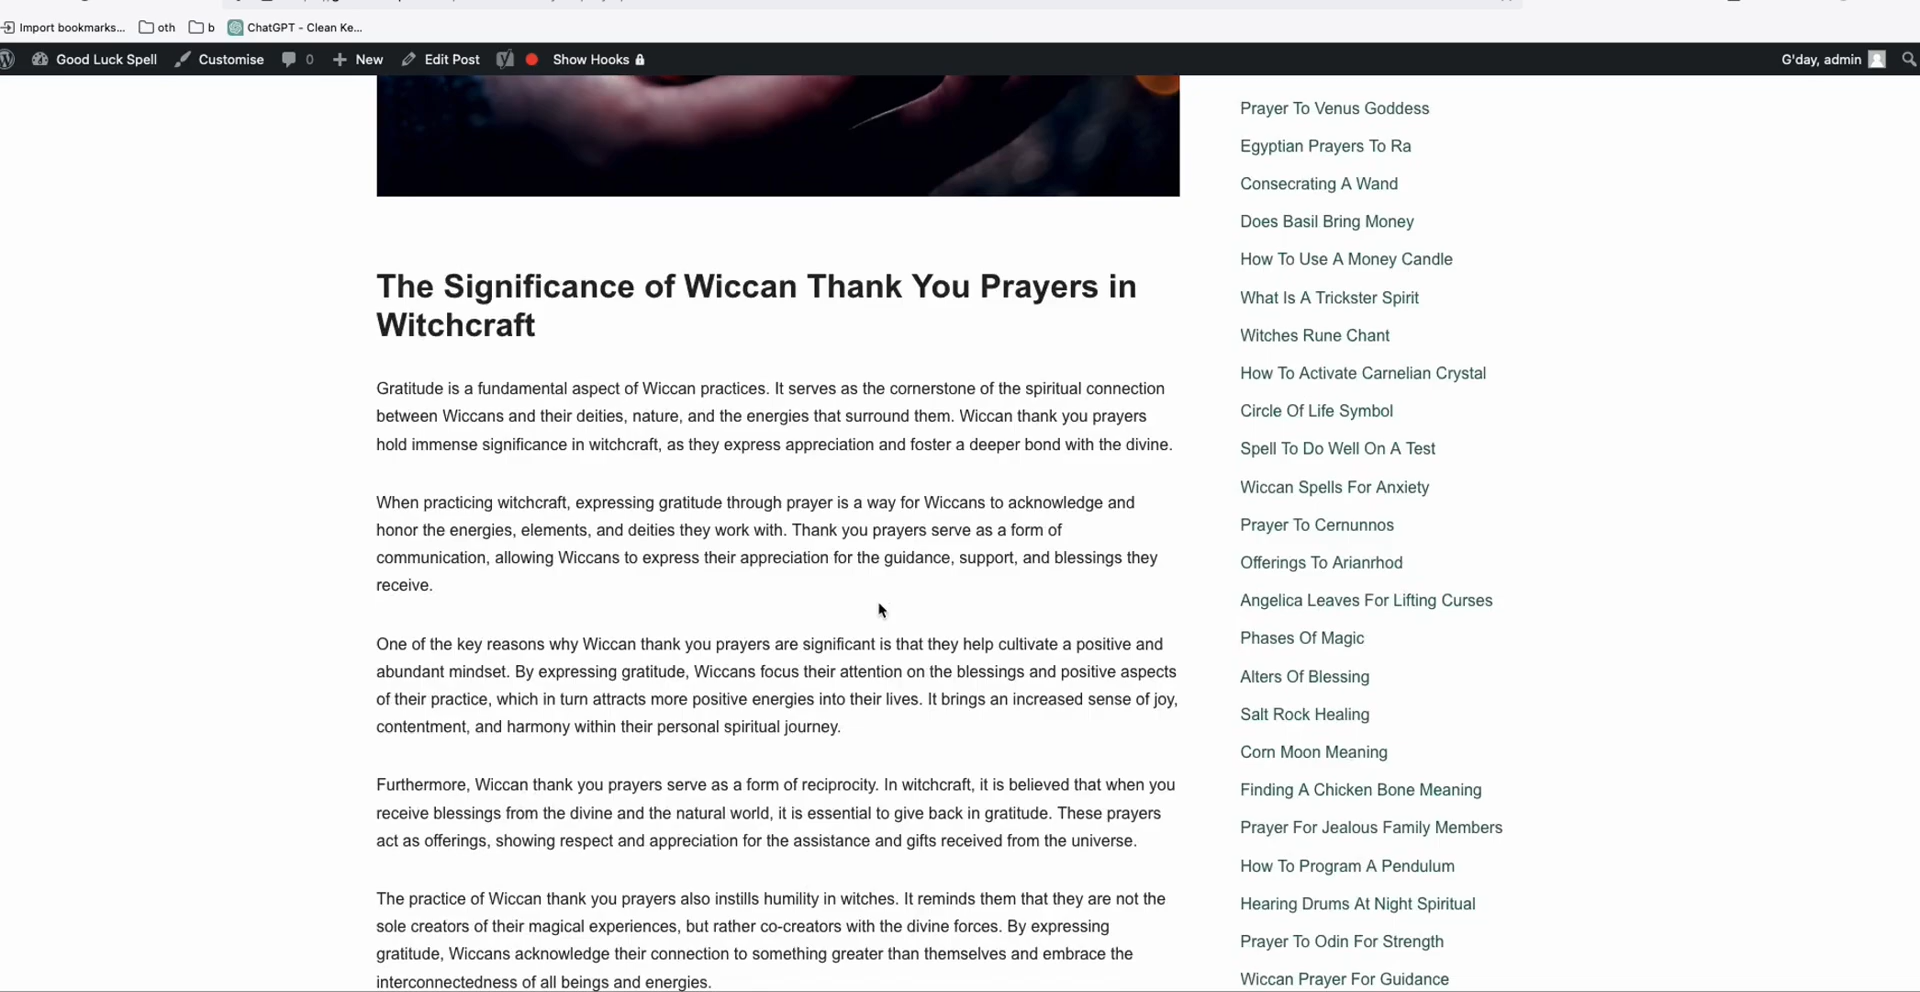 Import bookmarks... oth b ChatGPT - Clean Ke...
Good Luck Spell Customise 0 New Edit Post Show Hooks G'day, admin
The Significance of Wiccan Thank You Prayers in
Witchcraft
Gratitude is a fundamental aspect of Wiccan practices. It serves as the cornerstone of the spiritual connection
between Wiccans and their deities, nature, and the energies that surround them. Wiccan thank you prayers
hold immense significance in witchcraft, as they express appreciation and foster a deeper bond with the divine.
When practicing witchcraft, expressing gratitude through prayer is a way for Wiccans to acknowledge and
honor the energies, elements, and deities they work with. Thank you prayers serve as a form of
communication, allowing Wiccans to express their appreciation for the guidance, support, and blessings they
receive.
One of the key reasons why Wiccan thank you prayers are significant is that they help cultivate a positive and
abundant mindset. By expressing gratitude, Wiccans focus their attention on the blessings and positive aspects
of their practice, which in turn attracts more positive energies into their lives. It brings an increased sense of joy,
contentment, and harmony within their personal spiritual journey.
Furthermore, Wiccan thank you prayers serve as a form of reciprocity. In witchcraft, it is believed that when you
receive blessings from the divine and the natural world, it is essential to give back in gratitude. These prayers
act as offerings, showing respect and appreciation for the assistance and gifts received from the universe.
The practice of Wiccan thank you prayers also instills humility in witches. It reminds them that they are not the
sole creators of their magical experiences, but rather co-creators with the divine forces. By expressing
gratitude, Wiccans acknowledge their connection to something greater than themselves and embrace the
interconnectedness of all beings and energies.
Prayer To Venus Goddess
Egyptian Prayers To Ra
Consecrating A Wand
Does Basil Bring Money
How To Use A Money Candle
What Is A Trickster Spirit
Witches Rune Chant
How To Activate Carnelian Crystal
Circle Of Life Symbol
Spell To Do Well On A Test
Wiccan Spells For Anxiety
Prayer To Cernunnos
Offerings To Arianrhod
Angelica Leaves For Lifting Curses
Phases Of Magic
Alters Of Blessing
Salt Rock Healing
Corn Moon Meaning
Finding A Chicken Bone Meaning
Prayer For Jealous Family Members
How To Program A Pendulum
Hearing Drums At Night Spiritual
Prayer To Odin For Strength
Wiccan Prayer For Guidance